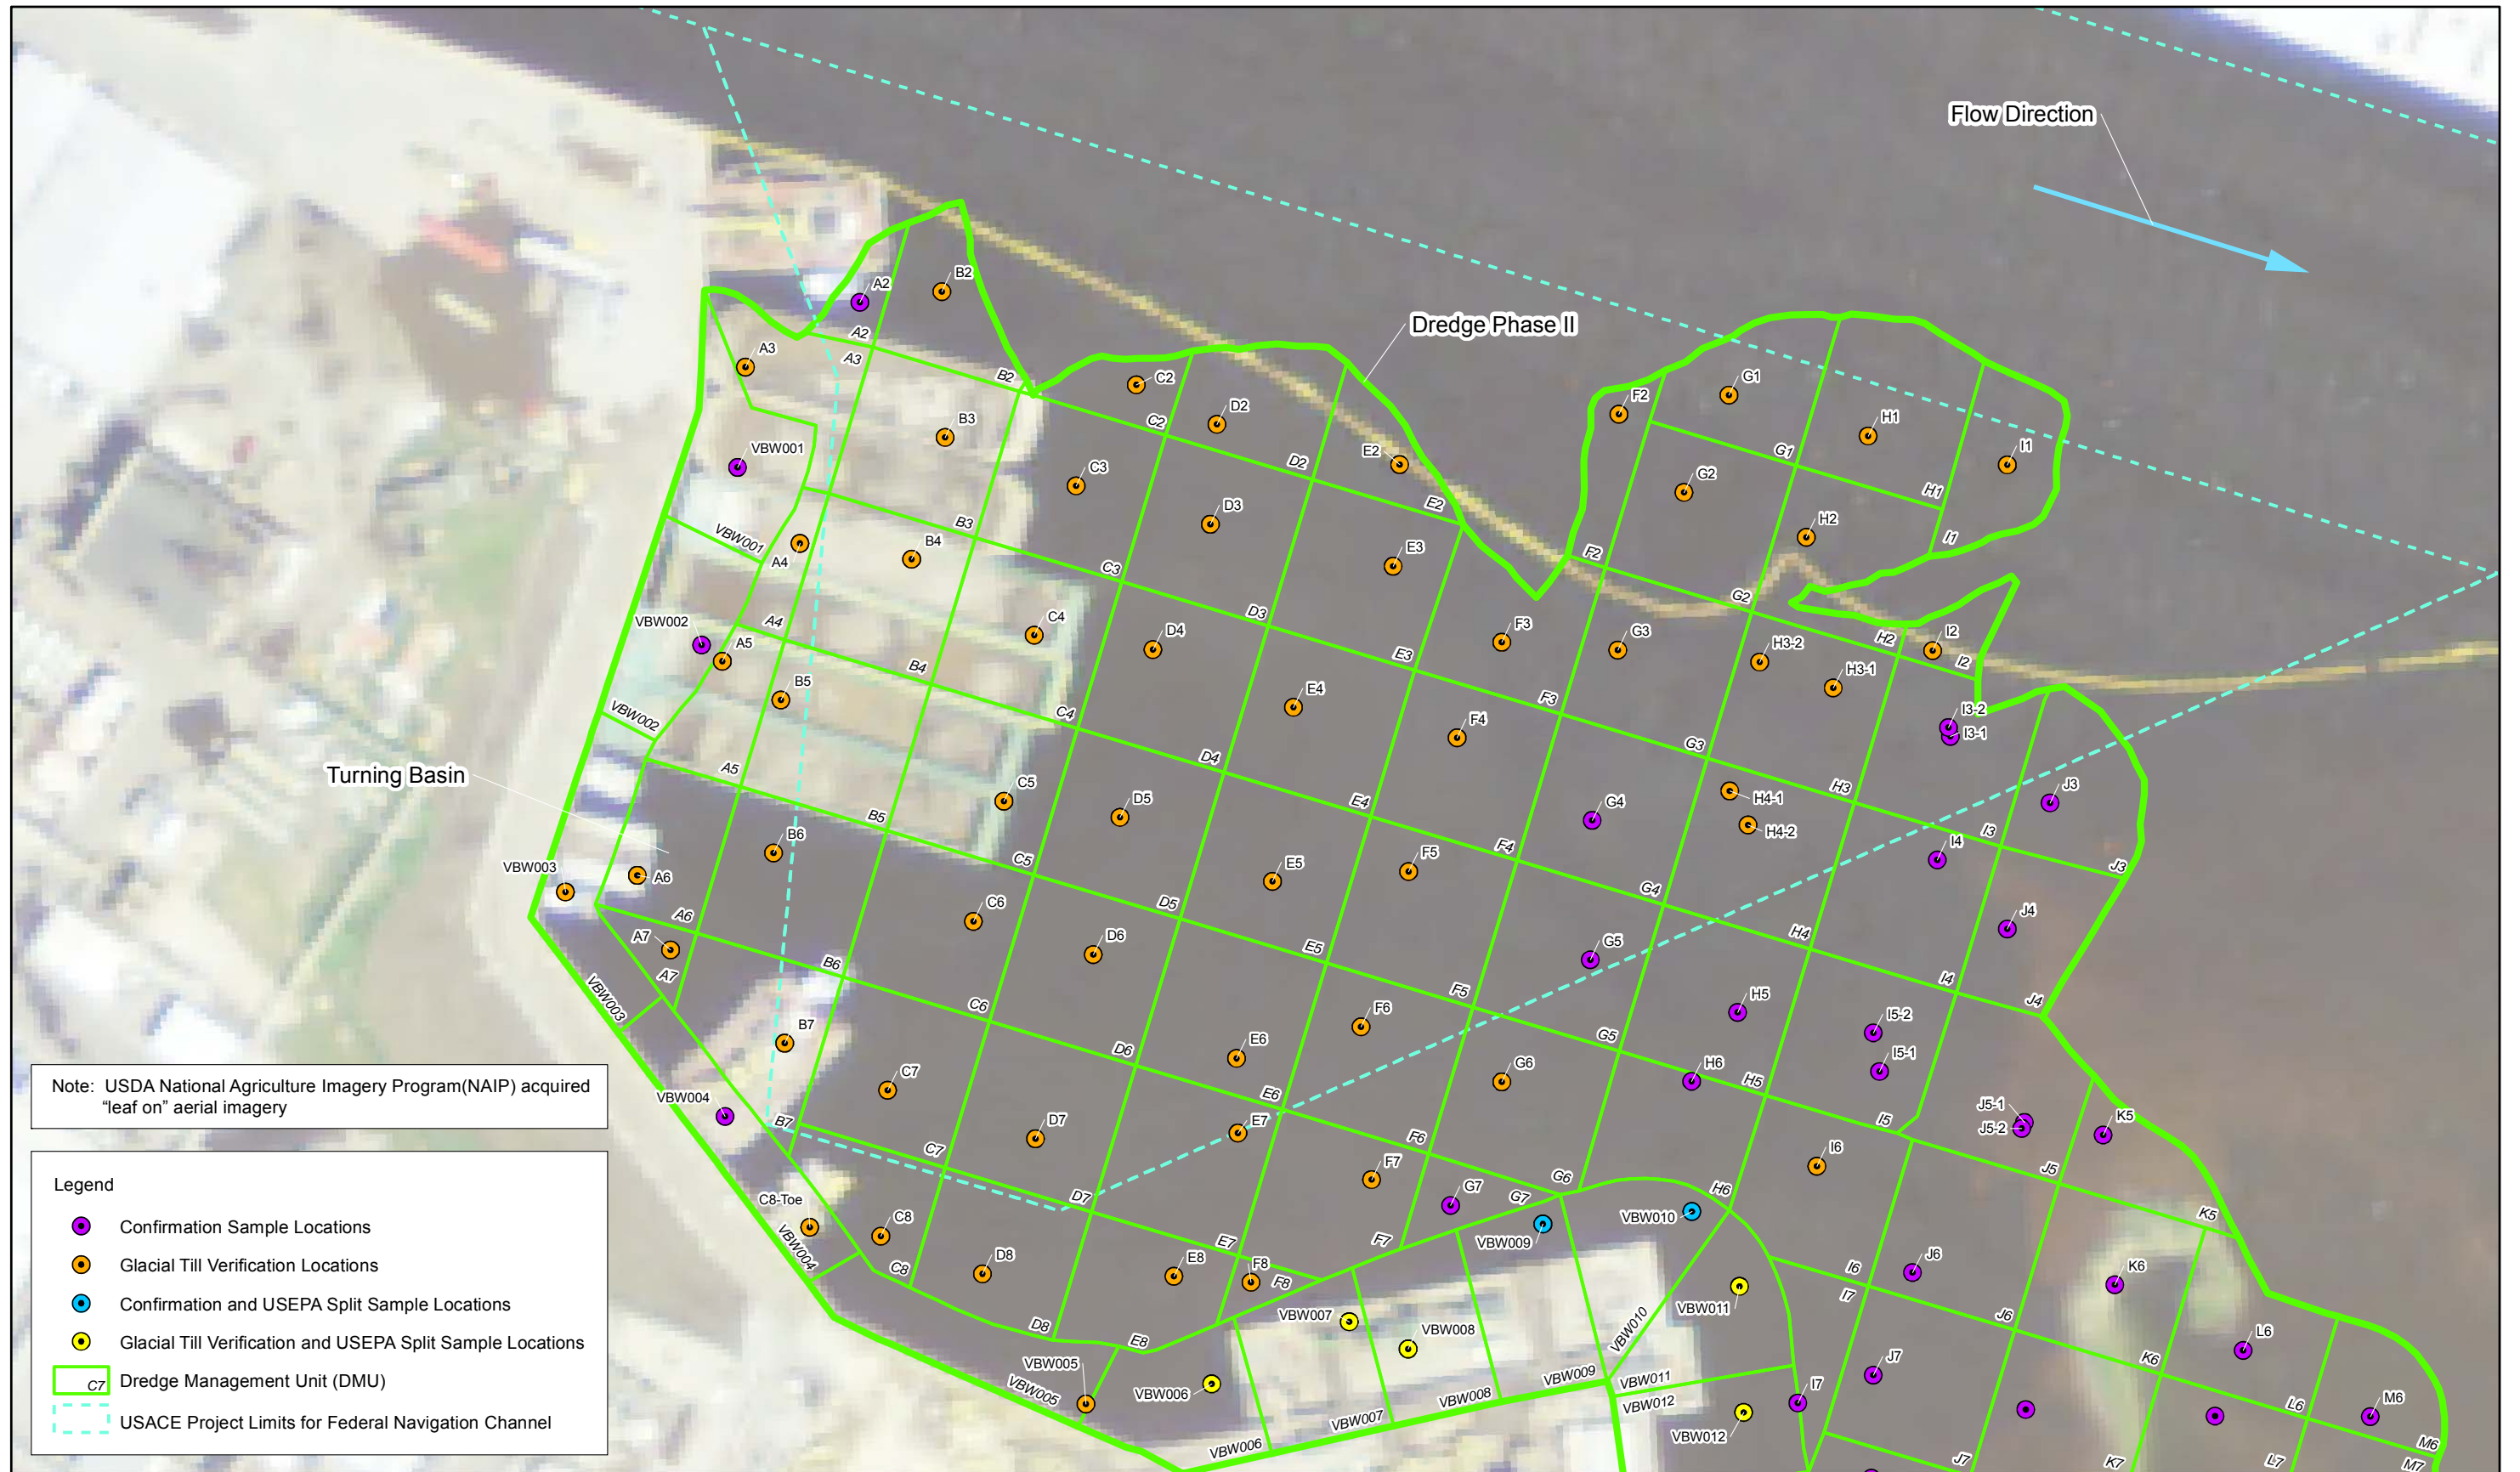 Flow Direction
Dredge Phase II
Turning Basin
A2
B2
A3
A2
A3
B2
C2
D2
C2
E2
D2
E2
F2
G1
H1
I1
G1
H1
I1
VBW001
B3
C3
D3
E3
G2
H2
VBW001
A4
B4
B3
C3
D3
F2
G2
H2
I2
I2
VBW002
A5
A4
C4
D4
E3
F3
G3
H3-2
H3-1
B5
B4
E4
F4
F3
I3-2
I3-1
VBW002
A5
C4
D4
G3
H3
J3
C5
D5
E4
G4
H4-1
H4-2
I3
J3
B5
B6
C5
E5
F5
F4
I4
VBW003
A6
A6
C6
D5
G4
J4
A7
A7
B6
D6
E5
G5
H4
VBW003
C6
F5
H5
I4
J4
B7
F6
G5
I5-2
C7
D6
E6
E6
G6
H6
H5
I5-1
VBW004
B7
D7
C7
E7
F6
I5
J5-1
J5-2
K5
C8-Toe
VBW004
C8
D7
F7
G7
G6
G7
H6
I6
J5
K5
C8
D8
E7
E8
F8
F8
F7
VBW009
VBW010
I6
I7
J6
K6
D8
E8
VBW007
VBW008
VBW010
VBW011
J6
K6
L6
VBW005
VBW005
VBW006
VBW006
VBW007
VBW008
VBW009
VBW011
VBW012
VBW012
I7
J7
L6
M6
M6
M7
J7
K7
L7
Note: USDA National Agriculture Imagery Program(NAIP) acquired
“leaf on” aerial imagery
Legend
Confirmation Sample Locations
Glacial Till Verification Locations
Confirmation and USEPA Split Sample Locations
Glacial Till Verification and USEPA Split Sample Locations
C7 Dredge Management Unit (DMU)
USACE Project Limits for Federal Navigation Channel